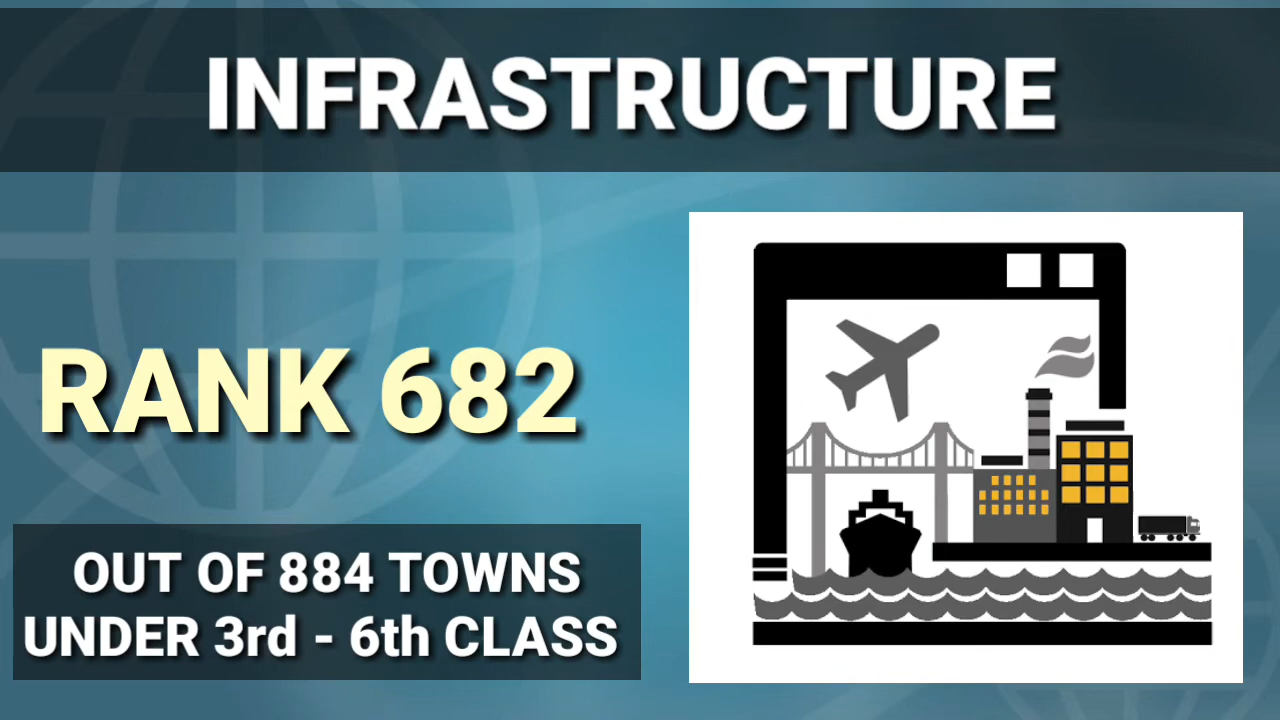 INFRASTRUCTURE
RANK 682
OUT OF 884 TOWNS
UNDER 3rd - 6th CLASS